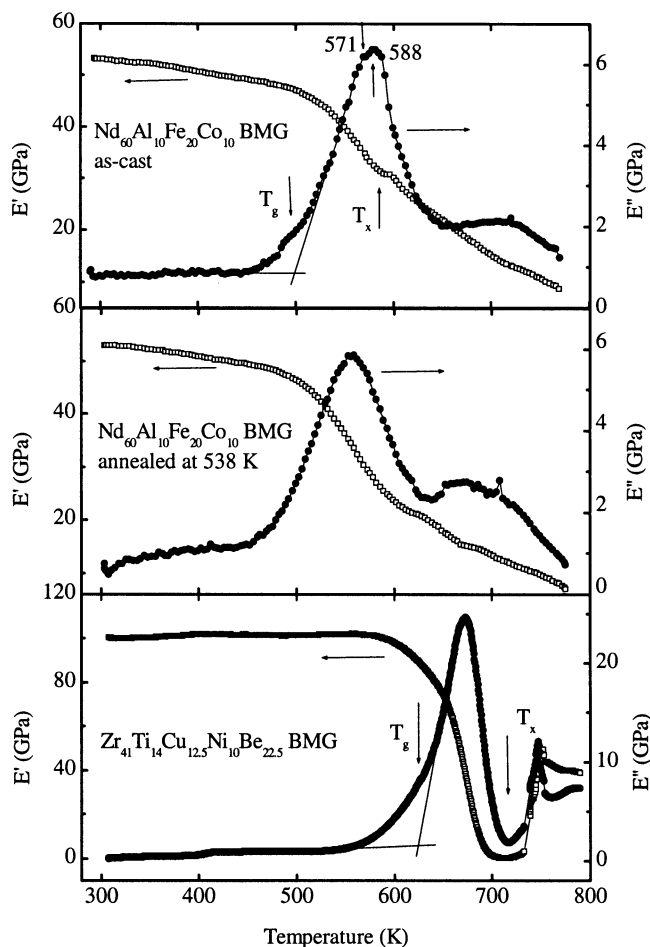 60
40
20
60
E' (GPa)
571
588
Nd60Al10Fe20Co10 BMG
as-cast
Tg
Tx
6
4
2
0
E" (GPa)
40
20
120
E' (GPa)
Nd60Al10Fe20Co10 BMG
annealed at 538 K
6
4
2
0
E" (GPa)
80
40
0
E' (GPa)
Zr41Ti14Cu12.5Ni10Be22.5 BMG
Tg
Tx
20
10
0
E" (GPa)
300
400
500
600
700
800
Temperature (K)